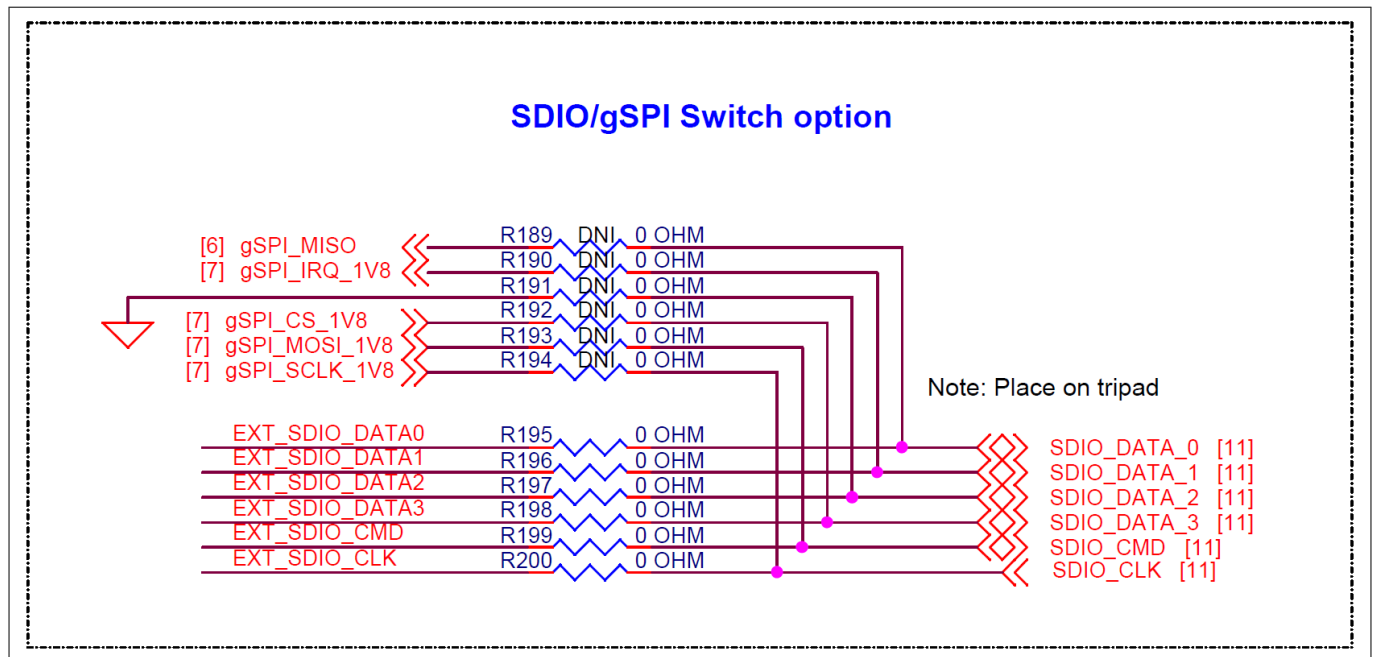 SDIO/gSPI Switch option
[6] gSPI_MISO R189 DNI 0 OHM
[7] gSPI_IRQ_1V8 R190 DNI 0 OHM
R191 DNI 0 OHM
[7] gSPI_CS_1V8 R192 DNI 0 OHM
[7] gSPI_MOSI_1V8 R193 DNI 0 OHM
[7] gSPI_SCLK_1V8 R194 DNI 0 OHM
Note: Place on tripad
EXT_SDIO_DATA0 R195 0 OHM SDIO_DATA_0 [11]
EXT_SDIO_DATA1 R196 0 OHM SDIO_DATA_1 [11]
EXT_SDIO_DATA2 R197 0 OHM SDIO_DATA_2 [11]
EXT_SDIO_DATA3 R198 0 OHM SDIO_DATA_3 [11]
EXT_SDIO_CMD R199 0 OHM SDIO_CMD [11]
EXT_SDIO_CLK R200 0 OHM SDIO_CLK [11]